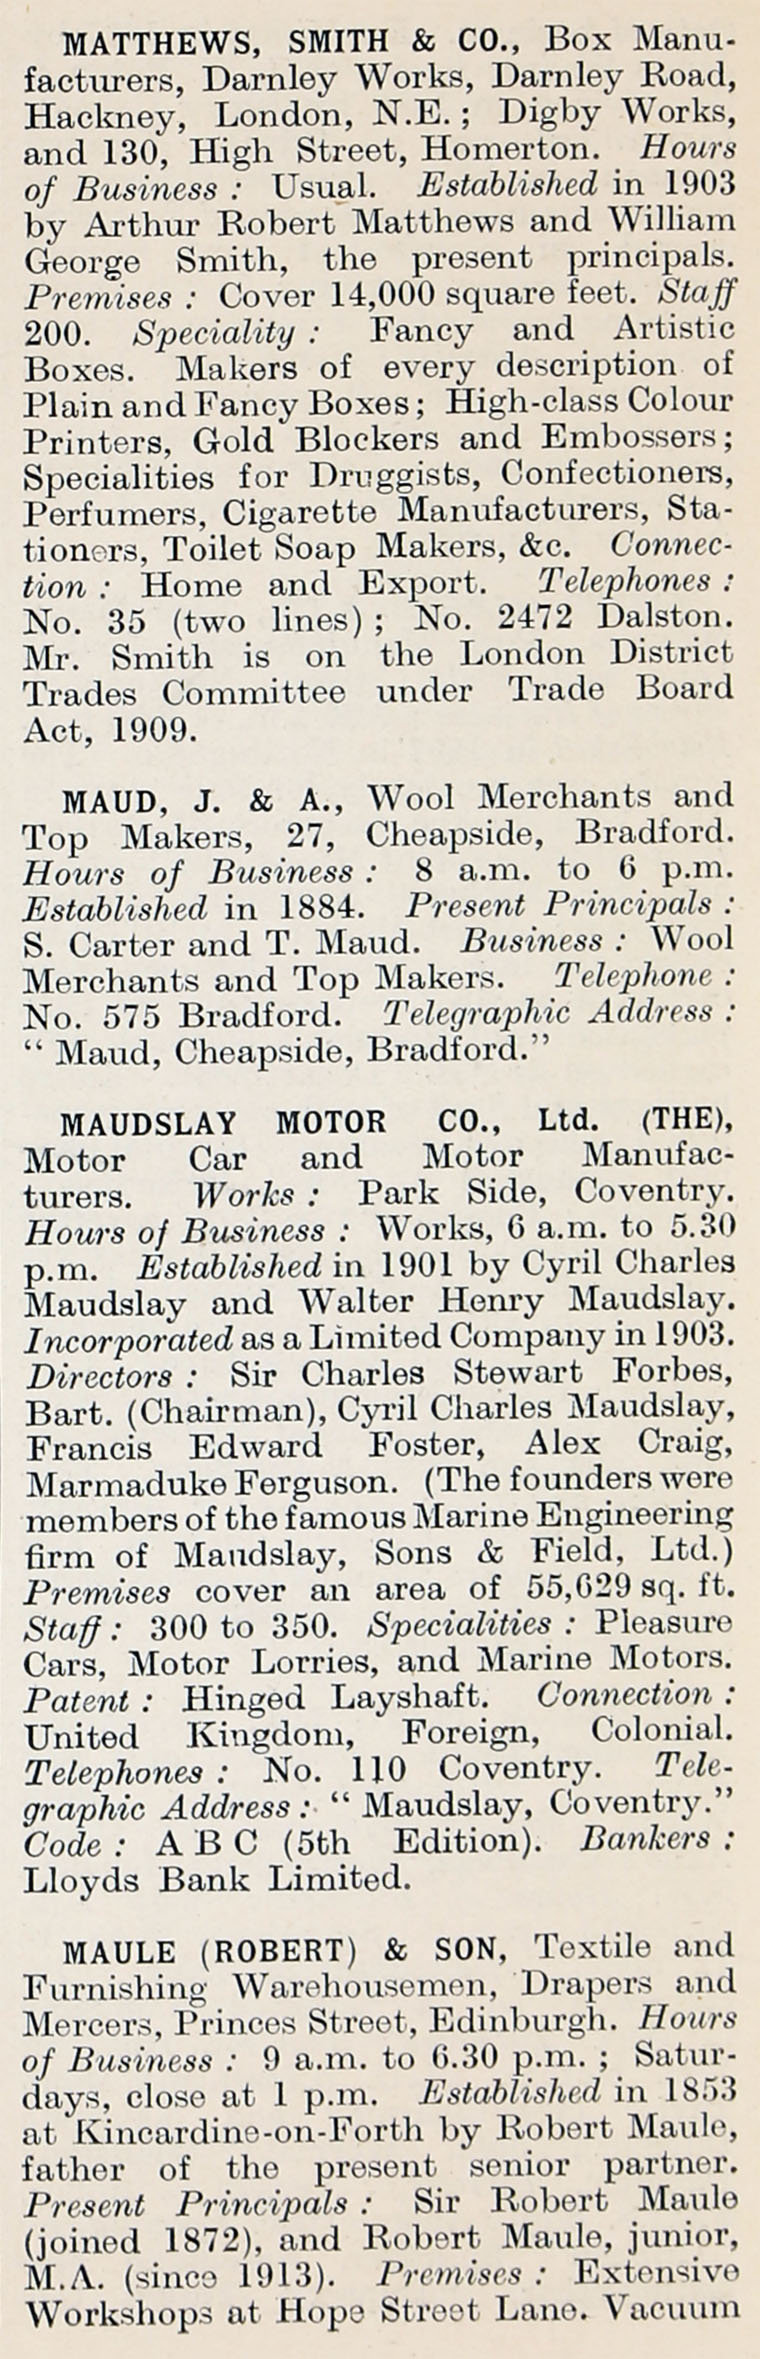 MATTHEWS, SMITH & CO., Box Manu-
facturers, Darnley Works, Darnley Road,
Hackney, London, N.E. ; Digby Works,
and 130, High Street, Homerton. Hours
of Business : Usual. Established in 1903
by Arthur Robert Matthews and William
George Smith, the present principals.
Premises : Cover 14,000 square feet. Staff
200. Speciality : Fancy and Artistic
Boxes. Makers of every description of
Plain and Fancy Boxes ; High-class Colour
Printers, Gold Blockers and Embossers ;
Specialities for Druggists, Confectioners,
Perfumers, Cigarette Manufacturers, Sta-
tioners, Toilet Soap Makers, &c. Connec-
tion : Home and Export. Telephones :
No. 35 (two lines) ; No. 2472 Dalston.
Mr. Smith is on the London District
Trades Committee under Trade Board
Act, 1909.
MAUD, J. & A., Wool Merchants and
Top Makers, 27, Cheapside, Bradford.
Hours of Business : 8 a.m. to 6 p.m.
Established in 1884. Present Principals :
S. Carter and T. Maud. Business : Wool
Merchants and Top Makers. Telephone :
No. 575 Bradford. Telegraphic Address :
" Maud, Cheapside, Bradford."
MAUDSLAY MOTOR CO., Ltd. (THE),
Motor Car and Motor Manufac-
turers. Works : Park Side, Coventry.
Hours of Business : Works, 6 a.m. to 5.30
p.m. Established in 1901 by Cyril Charles
Maudslay and Walter Henry Maudslay.
Incorporated as a Limited Company in 1903.
Directors : Sir Charles Stewart Forbes,
Bart. (Chairman), Cyril Charles Maudslay,
Francis Edward Foster, Alex Craig,
Marmaduke Ferguson. (The founders were
members of the famous Marine Engineering
firm of Maudslay, Sons & Field, Ltd.)
Premises cover an area of 55,629 sq. ft.
Staff : 300 to 350. Specialities : Pleasure
Cars, Motor Lorries, and Marine Motors.
Patent : Hinged Layshaft. Connection :
United Kingdom, Foreign, Colonial.
Telephones : No. 110 Coventry. Tele-
graphic Address : " Maudslay, Coventry."
Code : A B C (5th Edition). Bankers :
Lloyds Bank Limited.
MAULE (ROBERT) & SON, Textile and
Furnishing Warehousemen, Drapers and
Mercers, Princes Street, Edinburgh. Hours
of Business : 9 a.m. to 6.30 p.m. ; Satur-
days, close at 1 p.m. Established in 1853
at Kincardine-on-Forth by Robert Maule,
father of the present senior partner.
Present Principals : Sir Robert Maule
(joined 1872), and Robert Maule, junior,
M.A. (since 1913). Premises : Extensive
Workshops at Hope Street Lane. Vacuum